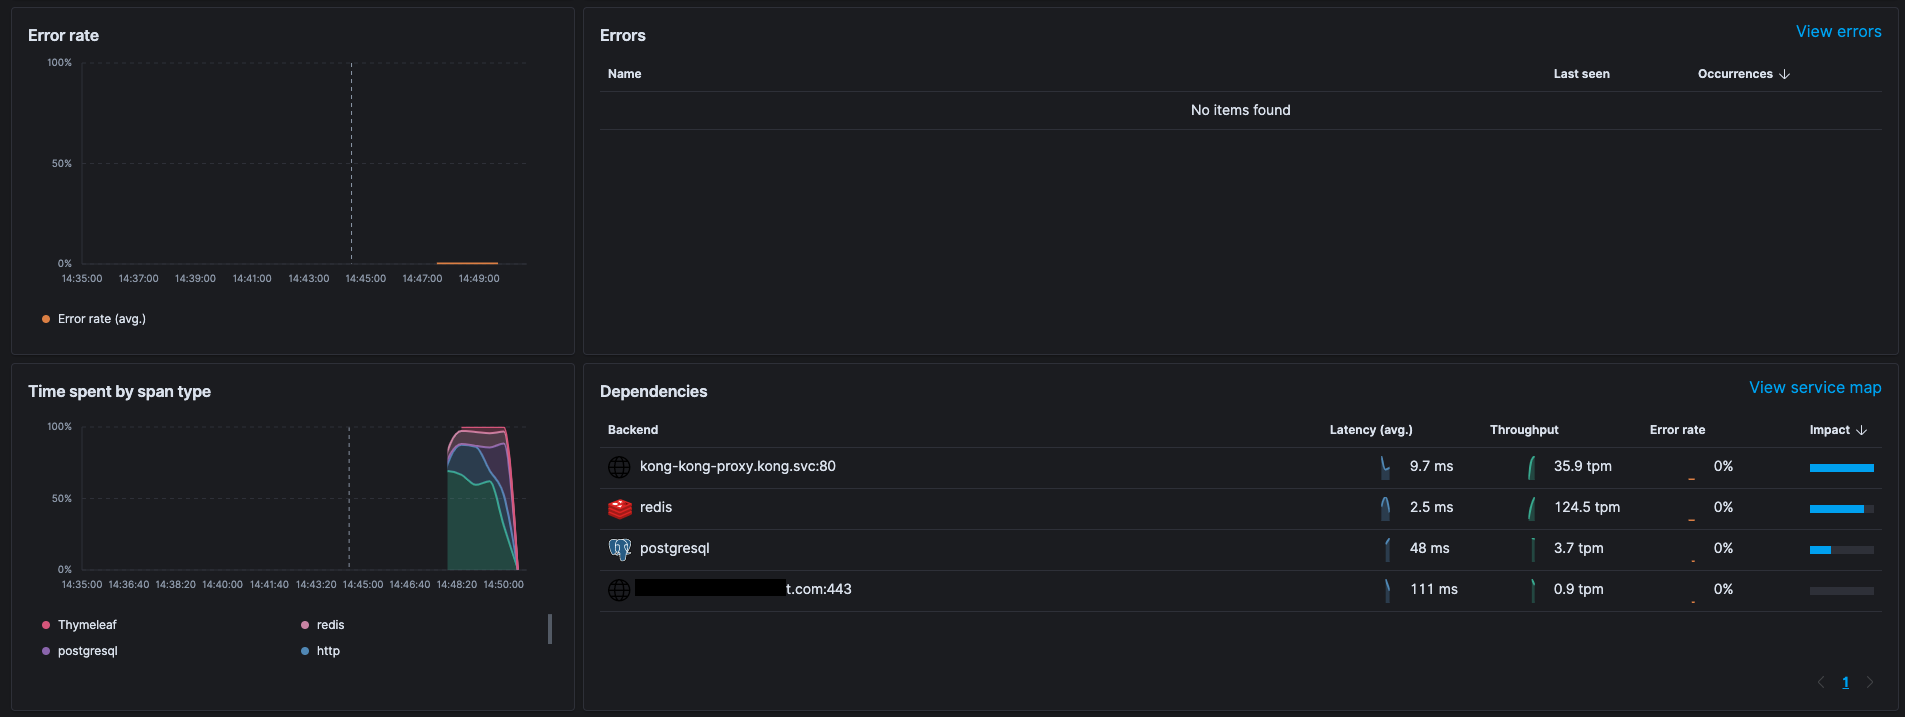 Error rate
100%
50%
0%
14:35:00 14:37:00 14:39:00 14:41:00 14:43:00 14:45:00 14:47:00 14:49:00
Error rate (avg.)
Errors
View errors
Name Last seen Occurrences
No items found
Time spent by span type
100%
50%
0%
14:35:00 14:36:40 14:38:20 14:40:00 14:41:40 14:43:20 14:45:00 14:46:40 14:48:20 14:50:00
Thymeleaf redis
postgresql http
Dependencies
View service map
Backend Latency (avg.) Throughput Error rate Impact
kong-kong-proxy.kong.svc:80 9.7 ms 35.9 tpm 0%
redis 2.5 ms 124.5 tpm 0%
postgresql 48 ms 3.7 tpm 0%
t.com:443 111 ms 0.9 tpm 0%
1